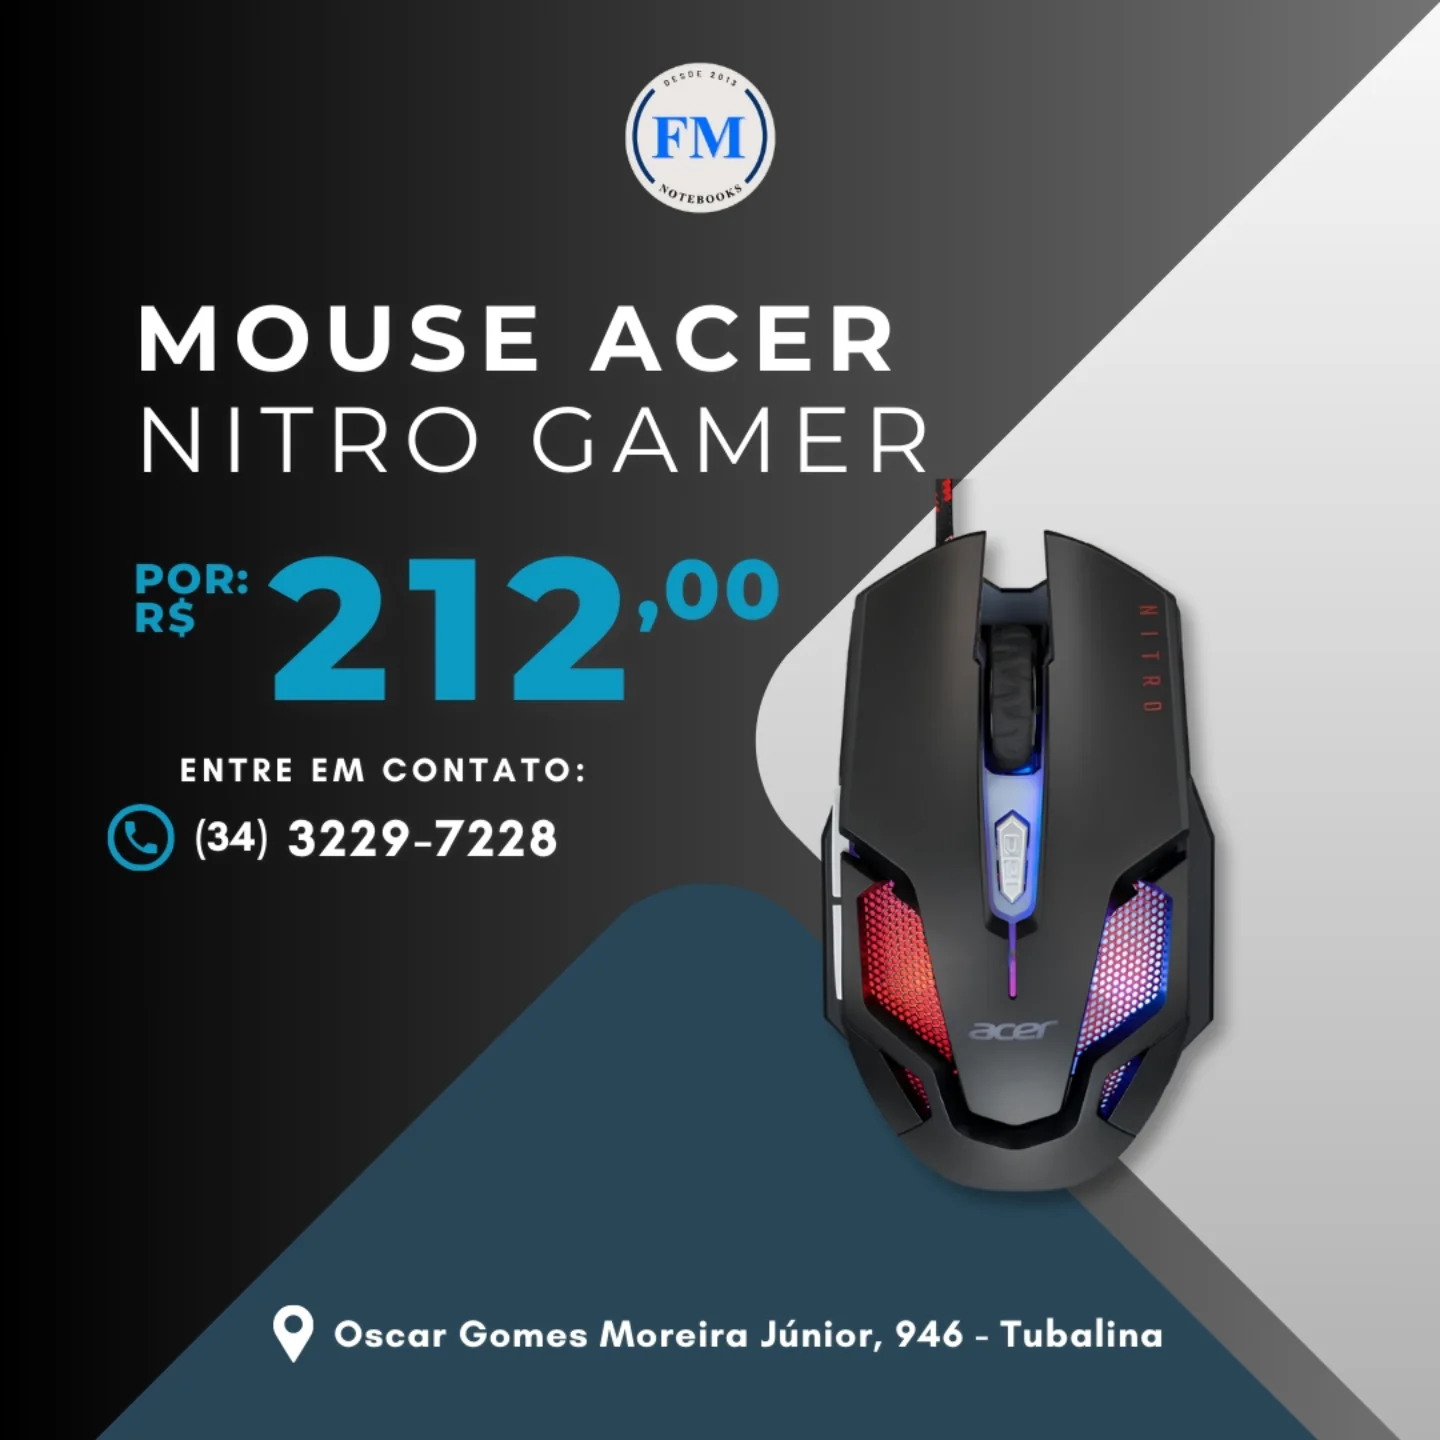 DESDE 2013
FM
NOTEBOOKS
MOUSE ACER
NITRO GAMER
POR:
R$ 212,00
ENTRE EM CONTATO:
(34) 3229-7228
NITRO
acer
Oscar Gomes Moreira Júnior, 946 - Tubalina